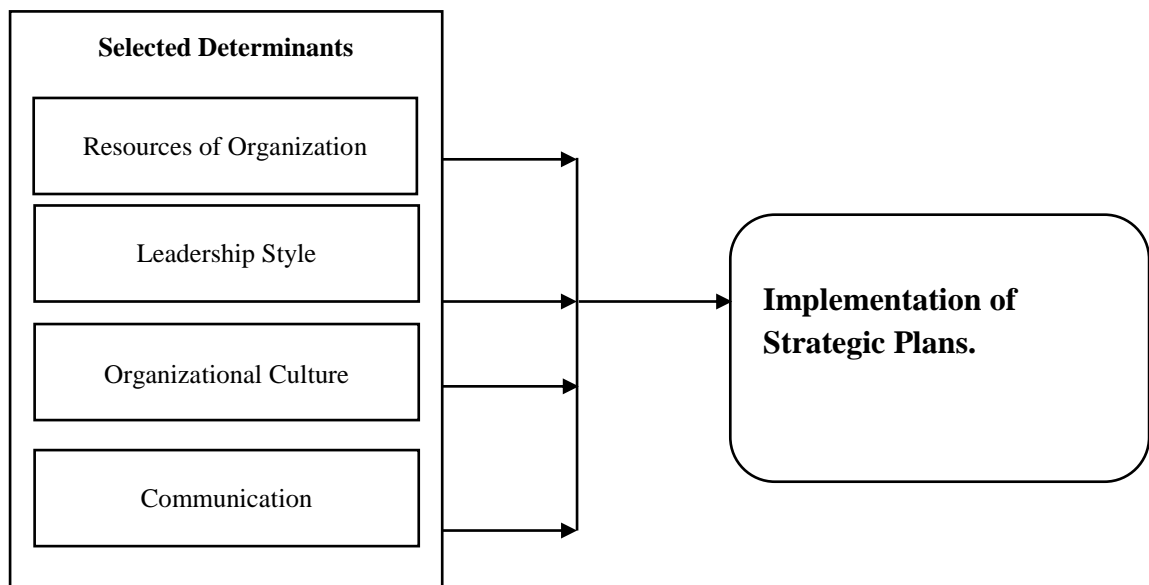 Selected Determinants
Resources of Organization
Leadership Style
Organizational Culture
Communication
Implementation of
Strategic Plans.